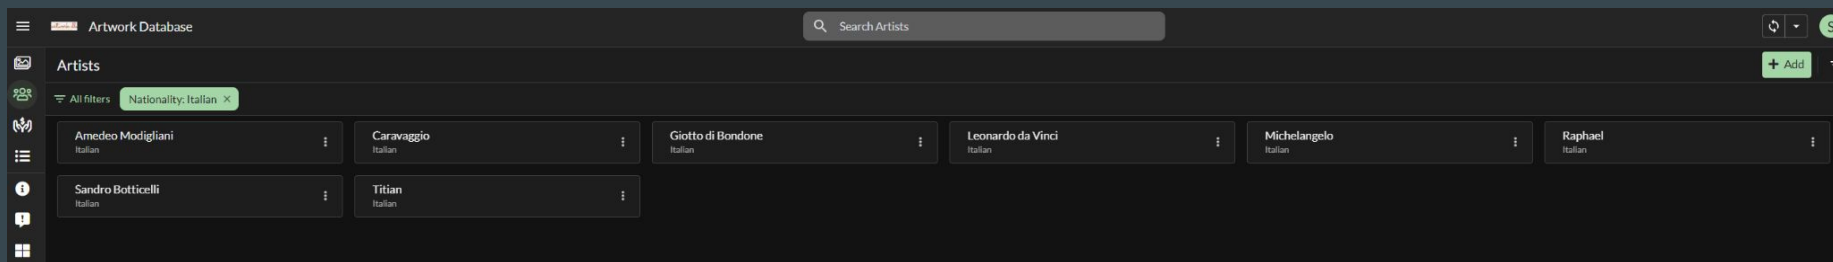 Artwork Database
Search Artists
S
Artists
+ Add
All filters
Nationality: Italian ×
Amedeo Modigliani
Italian
Caravaggio
Italian
Giotto di Bondone
Italian
Leonardo da Vinci
Italian
Michelangelo
Italian
Raphael
Italian
Sandro Botticelli
Italian
Titian
Italian